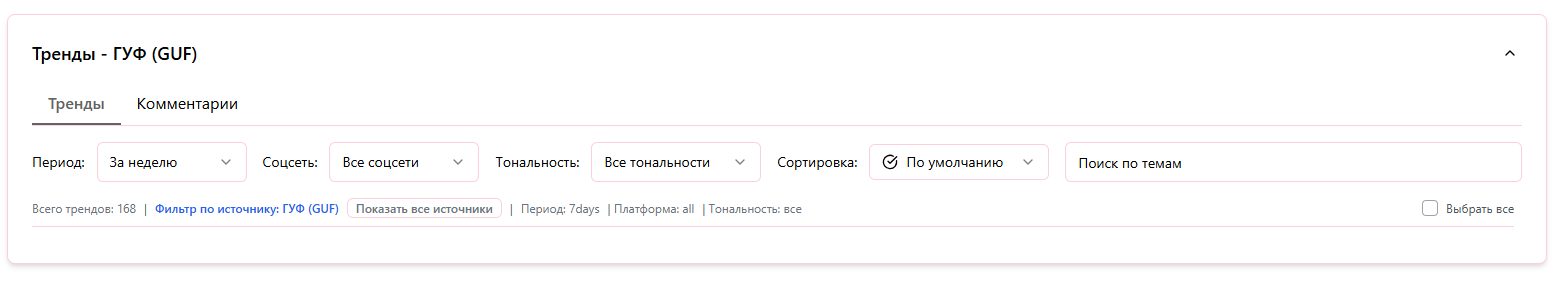 Тренды - ГУФ (GUF)
Тренды Комментарии
Период: За неделю Соцсеть: Все соцсети Тональность: Все тональности Сортировка: По умолчанию Поиск по темам
Всего трендов: 168 | Фильтр по источнику: ГУФ (GUF) Показать все источники | Период: 7days | Платформа: all | Тональность: все Выбрать все